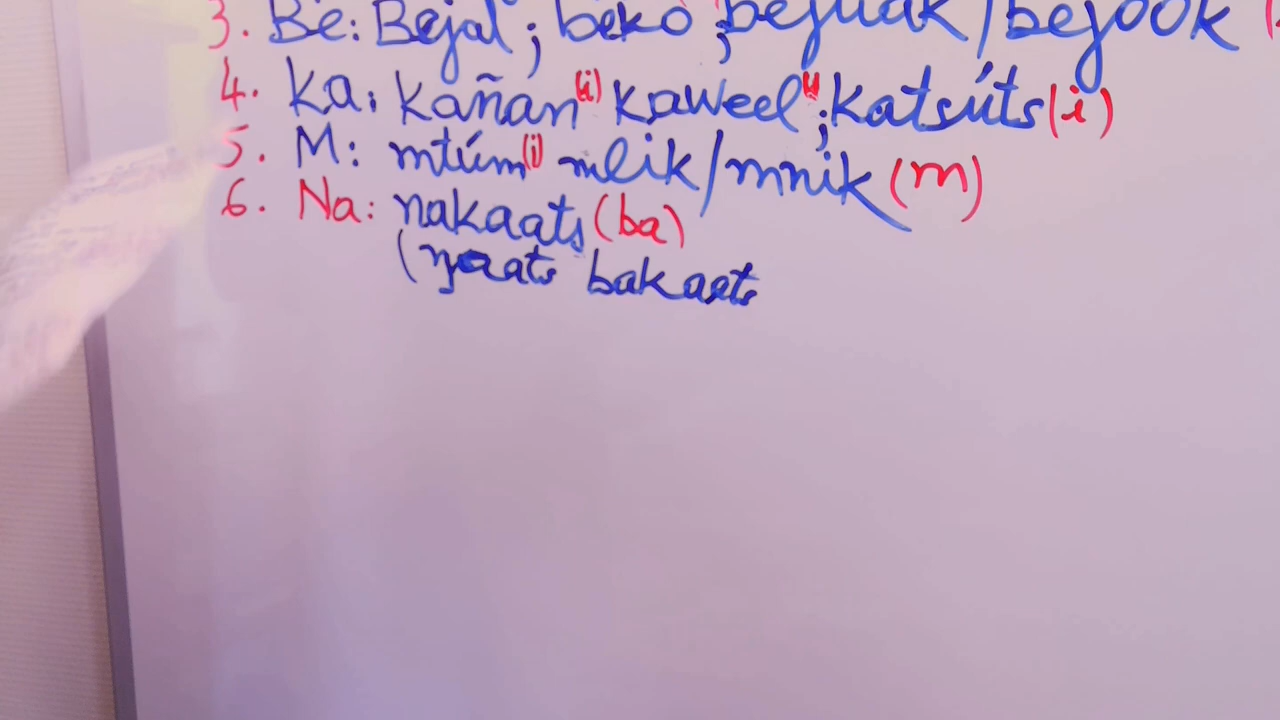 3. Be: Bejal ; beko ; bejuak / bejook (
4. Ka: kañan(i) kaweel ; katsúts (i)
5. M: mtúm(i) mlik / mnik (m)
6. Na: nakaats (ba)
bakaats